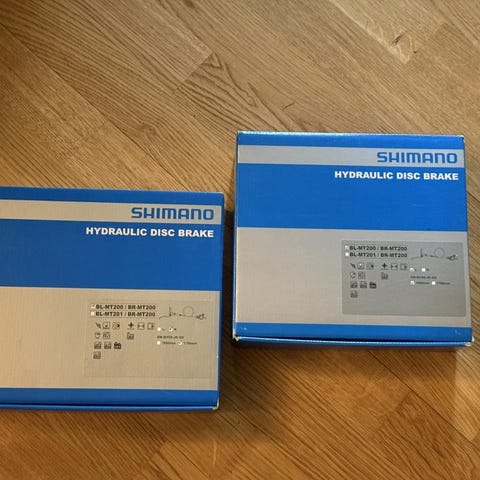 SHIMANO
HYDRAULIC DISC BRAKE
BL-MT200 / BR-MT200
BL-MT201 / BR-MT200
SHIMANO
HYDRAULIC DISC BRAKE
BL-MT200 / BR-MT200
BL-MT201 / BR-MT200